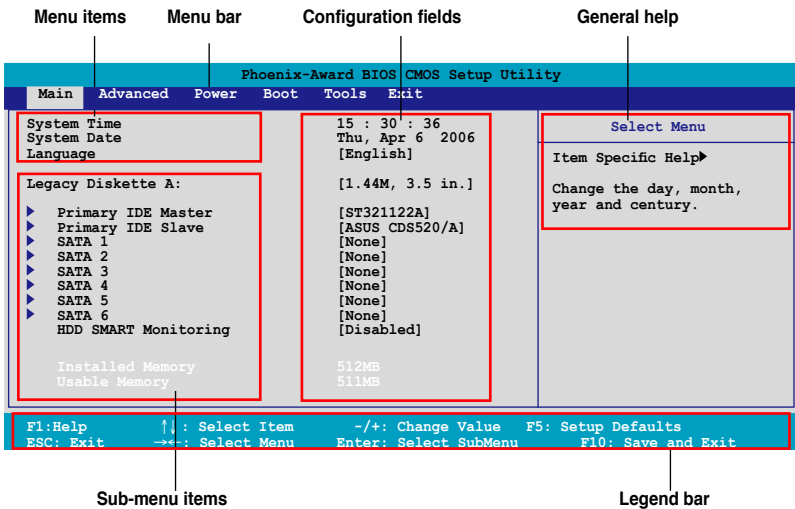 Menu items Menu bar Configuration fields General help
Phoenix-Award BIOS CMOS Setup Utility
Main Advanced Power Boot Tools Exit
System Time 15 : 30 : 36
System Date Thu, Apr 6 2006
Language [English]
Legacy Diskette A: [1.44M, 3.5 in.]
Primary IDE Master [ST321122A]
Primary IDE Slave [ASUS CDS520/A]
SATA 1 [None]
SATA 2 [None]
SATA 3 [None]
SATA 4 [None]
SATA 5 [None]
SATA 6 [None]
HDD SMART Monitoring [Disabled]
Installed Memory 512MB
Usable Memory 511MB
Select Menu
Item Specific Help▶
Change the day, month,
year and century.
F1:Help ↑↓: Select Item -/+: Change Value F5: Setup Defaults
ESC: Exit →←: Select Menu Enter: Select SubMenu F10: Save and Exit
Sub-menu items Legend bar